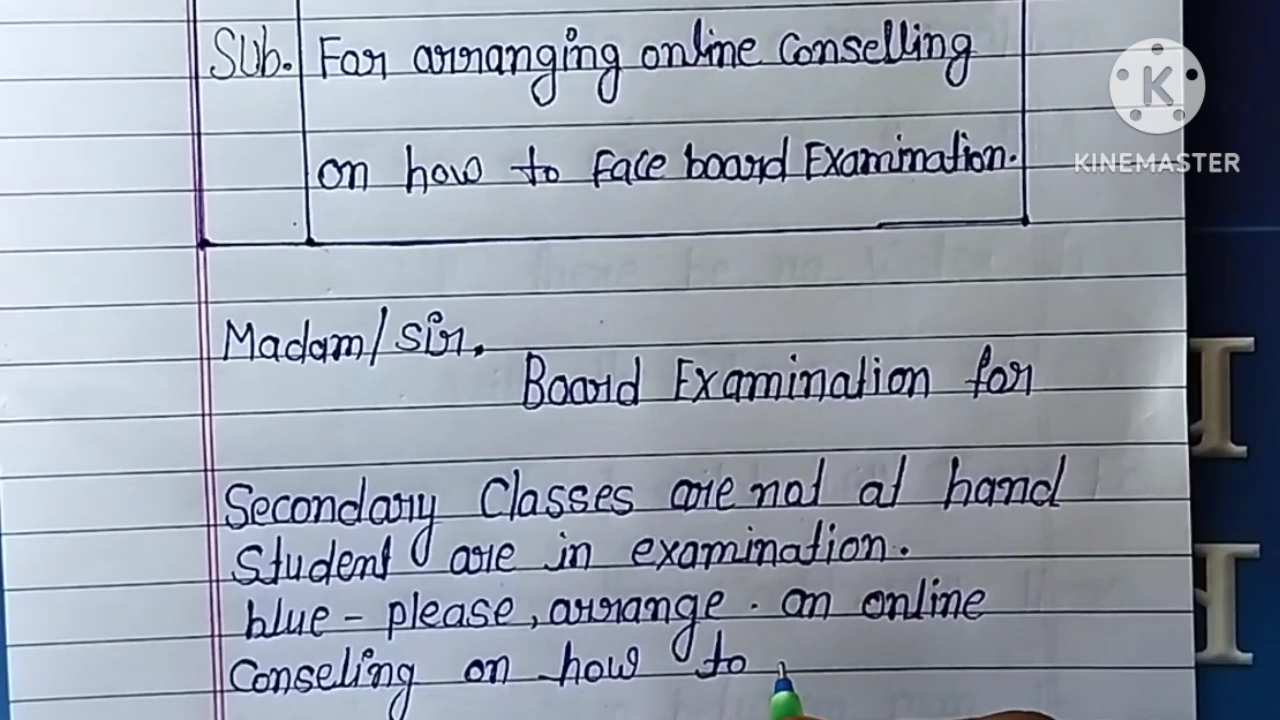 Sub. For arranging online Conselling
on how to Face board Examination.
K
KINEMASTER
Madam/Sir,
Board Examination for
Secondary Classes are not at hand
Student are in examination.
blue - please, arrange. an online
Conseling on how to